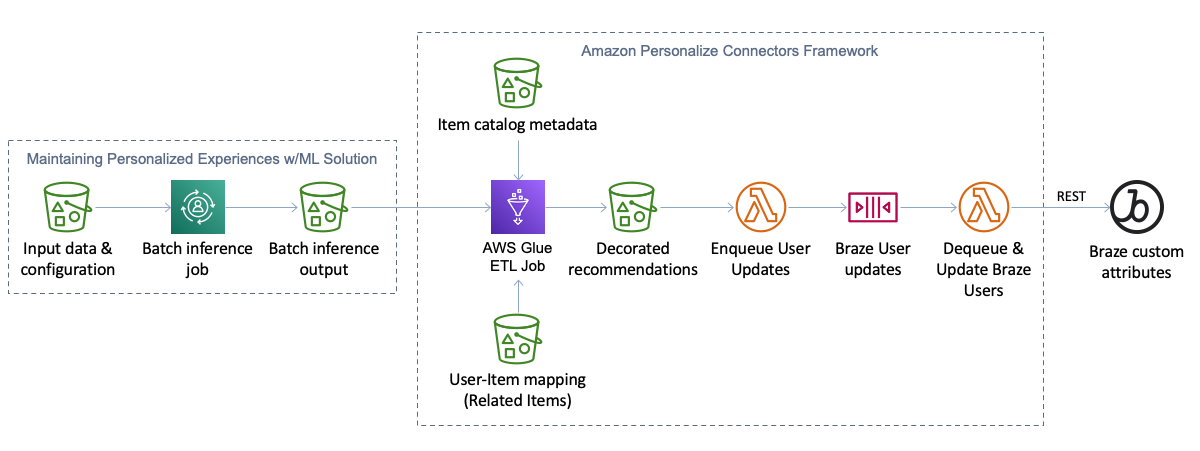 Amazon Personalize Connectors Framework
Item catalog metadata
Maintaining Personalized Experiences w/ML Solution
Input data &
configuration
Batch inference
job
Batch inference
output
AWS Glue
ETL Job
Decorated
recommendations
Enqueue User
Updates
Braze User
updates
Dequeue &
Update Braze
Users
REST
Braze custom
attributes
User-Item mapping
(Related Items)